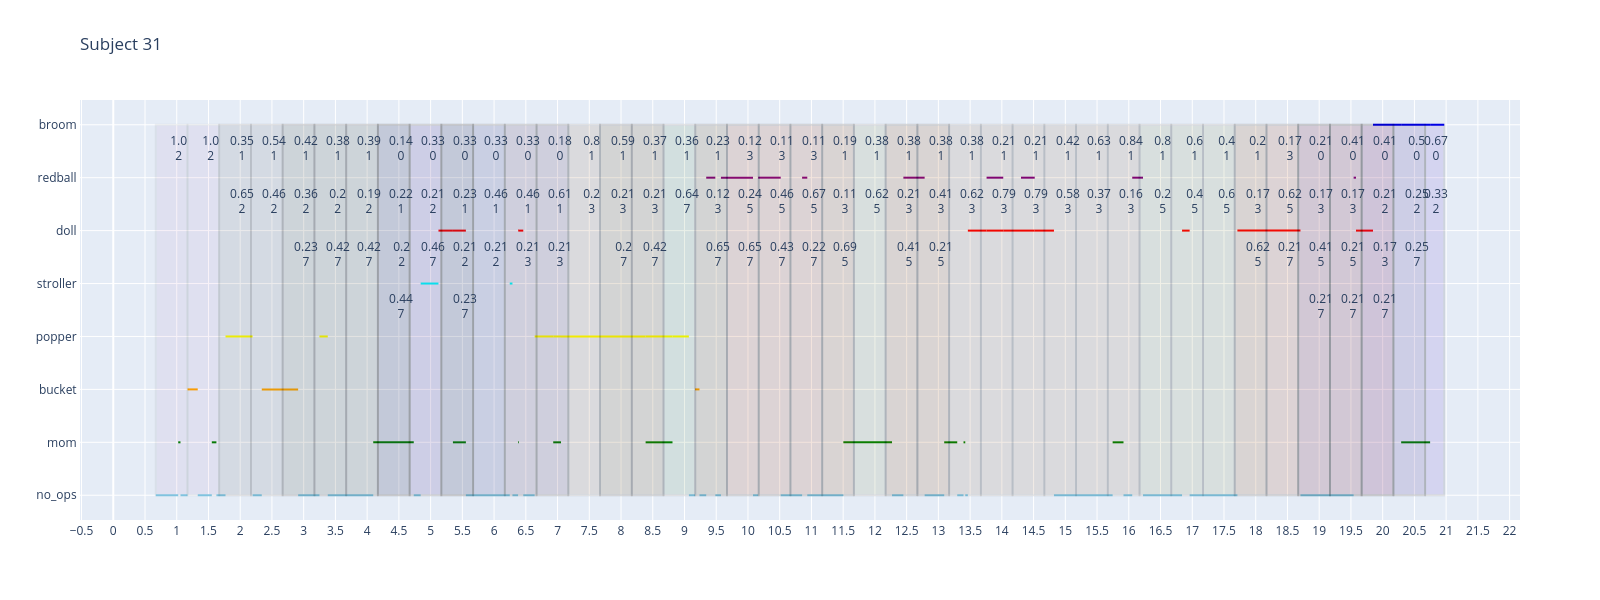 Subject 31
broom
1.0 1.0 0.35 0.54 0.42 0.38 0.39 0.14 0.33 0.33 0.33 0.33 0.18 0.8 0.59 0.37 0.36 0.23 0.12 0.11 0.11 0.19 0.38 0.38 0.38 0.38 0.21 0.21 0.42 0.63 0.84 0.8 0.6 0.4 0.2 0.17 0.21 0.41 0.41 0.50.67
2 2 1 1 1 1 1 0 0 0 0 0 0 1 1 1 1 1 3 3 3 1 1 1 1 1 1 1 1 1 1 1 1 1 1 3 0 0 0 0 0
redball
0.65 0.46 0.36 0.2 0.19 0.22 0.21 0.23 0.46 0.46 0.61 0.2 0.21 0.21 0.64 0.12 0.24 0.46 0.67 0.11 0.62 0.21 0.41 0.62 0.79 0.79 0.58 0.37 0.16 0.2 0.4 0.6 0.17 0.62 0.17 0.17 0.21 0.250.33
2 2 2 2 2 1 2 1 1 1 1 3 3 3 7 3 5 5 5 3 5 3 3 3 3 3 3 3 3 5 5 5 3 5 3 3 2 2 2
doll
0.23 0.42 0.42 0.2 0.46 0.21 0.21 0.21 0.21 0.2 0.42 0.65 0.65 0.43 0.22 0.69 0.41 0.21 0.62 0.21 0.41 0.21 0.17 0.25
7 7 7 2 7 2 2 3 3 7 7 7 7 7 7 5 5 5 5 7 5 5 3 7
stroller
0.44 0.23 0.21 0.21 0.21
7 7 7 7 7
popper
bucket
mom
no_ops
−0.5 0 0.5 1 1.5 2 2.5 3 3.5 4 4.5 5 5.5 6 6.5 7 7.5 8 8.5 9 9.5 10 10.5 11 11.5 12 12.5 13 13.5 14 14.5 15 15.5 16 16.5 17 17.5 18 18.5 19 19.5 20 20.5 21 21.5 22